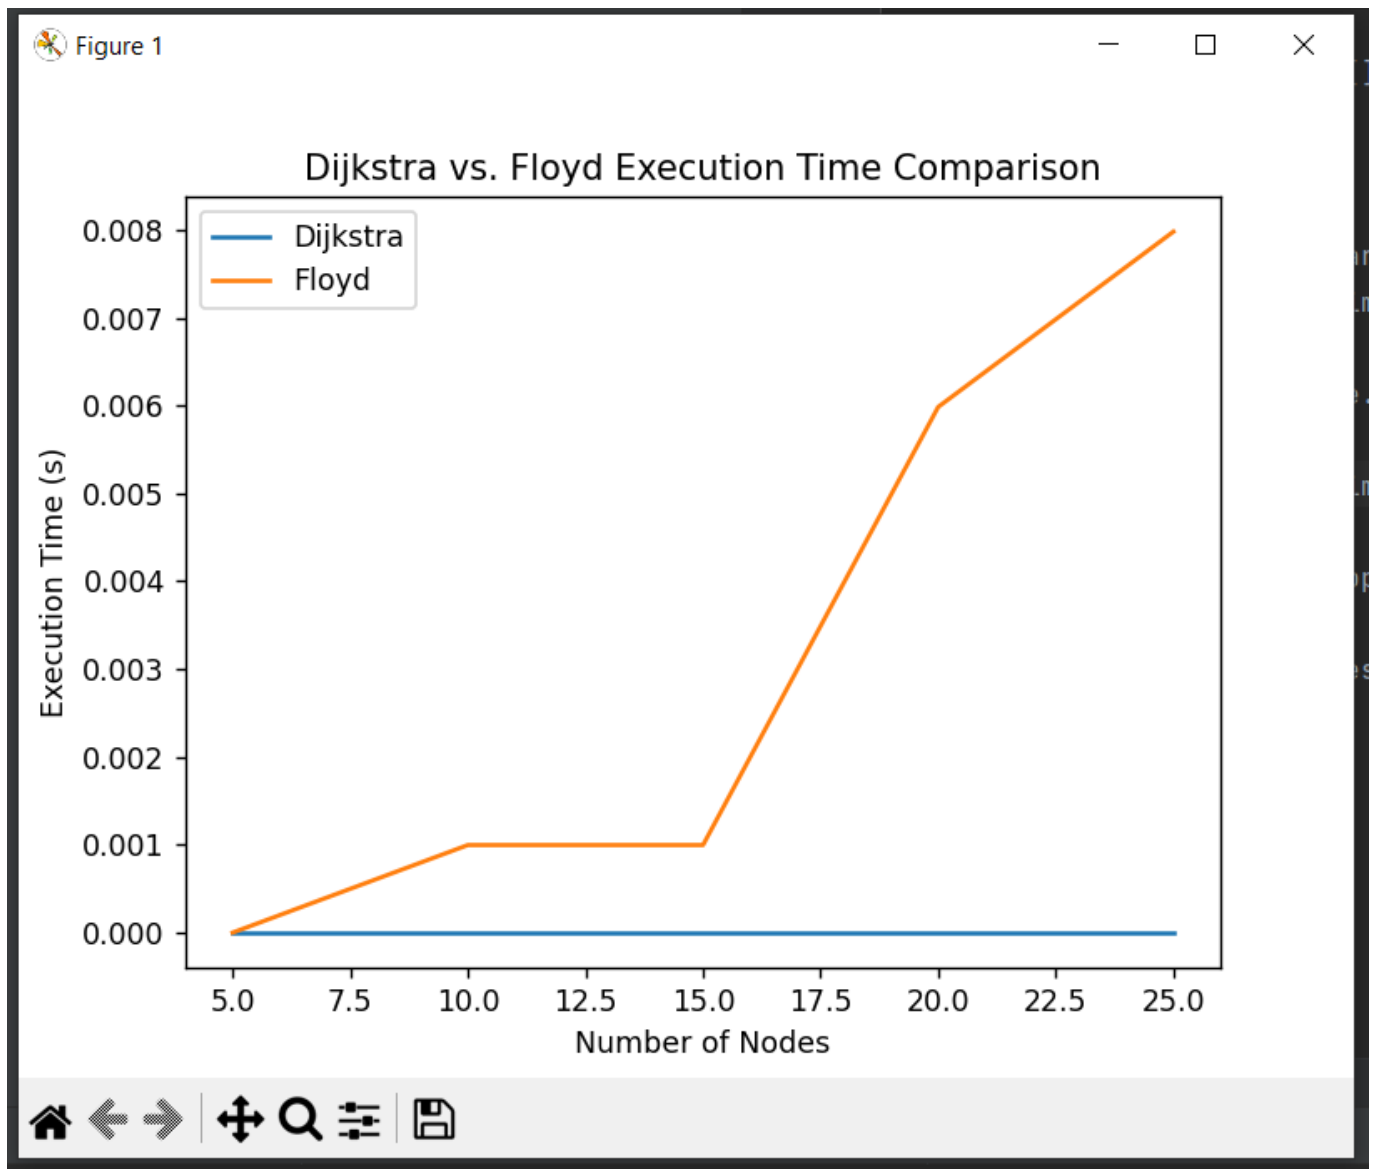 Figure 1
Dijkstra vs. Floyd Execution Time Comparison
Dijkstra
Floyd
0.008
0.007
0.006
0.005
0.004
0.003
0.002
0.001
0.000
Execution Time (s)
5.0 7.5 10.0 12.5 15.0 17.5 20.0 22.5 25.0
Number of Nodes